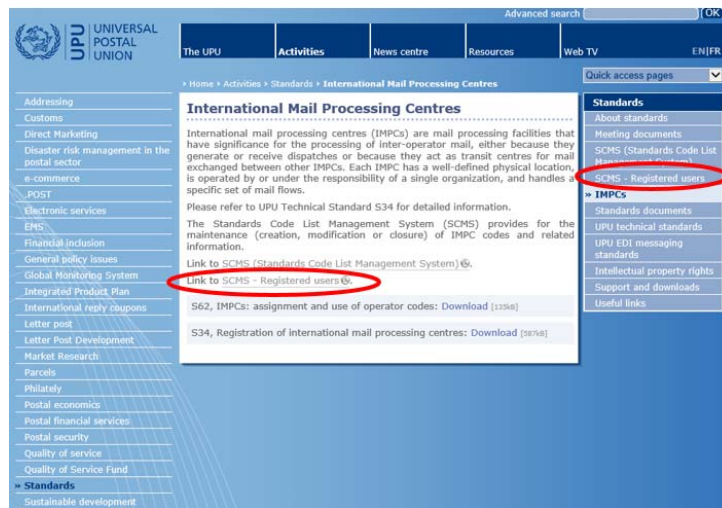 Advanced search OK
UPU UNIVERSAL
POSTAL
UNION
The UPU Activities News centre Resources Web TV EN|FR
Home Activities Standards International Mail Processing Centres
Quick access pages
Addressing
Customs
Direct Marketing
Disaster risk management in the
postal sector
e-commerce
.POST
Electronic services
EMS
Financial inclusion
General policy issues
Global Monitoring System
Integrated Product Plan
International reply coupons
Letter post
Letter Post Development
Market Research
Parcels
Philately
Postal economics
Postal financial services
Postal security
Quality of service
Quality of Service Fund
» Standards
Sustainable development
International Mail Processing Centres
International mail processing centres (IMPCs) are mail processing facilities that
have significance for the processing of inter-operator mail, either because they
generate or receive dispatches or because they act as transit centres for mail
exchanged between other IMPCs. Each IMPC has a well-defined physical location,
is operated by or under the responsibility of a single organization, and handles a
specific set of mail flows.
Please refer to UPU Technical Standard S34 for detailed information.
The Standards Code List Management System (SCMS) provides for the
maintenance (creation, modification or closure) of IMPC codes and related
information.
Link to SCMS (Standards Code List Management System).
Link to SCMS - Registered users.
S62, IMPCs: assignment and use of operator codes: Download [135kB]
S34, Registration of international mail processing centres: Download [587kB]
Standards
About standards
Meeting documents
SCMS (Standards Code List
Management System)
SCMS - Registered users
» IMPCs
Standards documents
UPU technical standards
UPU EDI messaging
standards
Intellectual property rights
Support and downloads
Useful links